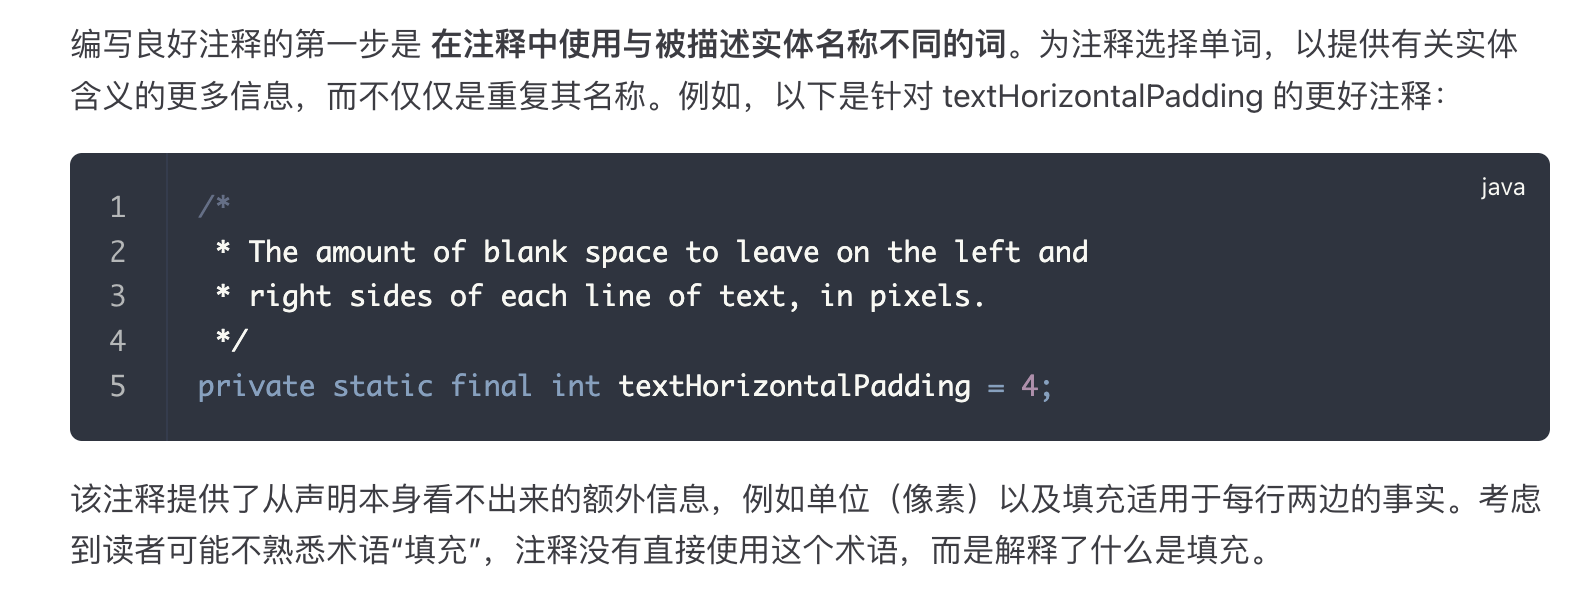 编写良好注释的第一步是 在注释中使用与被描述实体名称不同的词。为注释选择单词，以提供有关实体
含义的更多信息，而不仅仅是重复其名称。例如，以下是针对 textHorizontalPadding 的更好注释：
java
1 /*
2  * The amount of blank space to leave on the left and
3  * right sides of each line of text, in pixels.
4  */
5 private static final int textHorizontalPadding = 4;
该注释提供了从声明本身看不出来的额外信息，例如单位（像素）以及填充适用于每行两边的事实。考虑
到读者可能不熟悉术语“填充”，注释没有直接使用这个术语，而是解释了什么是填充。